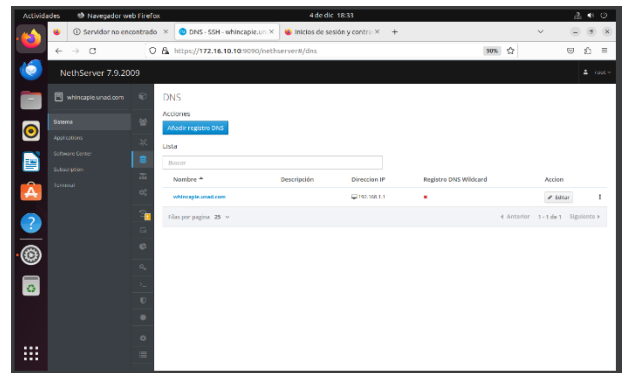 Actividades Navegador web Firefox 4 de dic 18:33
Servidor no encontrado × DNS - SSH - whincapie.un × Inicios de sesión y contra × +
https://172.16.10.10:9090/nethserver#/dns 90%
NethServer 7.9.2009 root
whincapie.unad.com
DNS
Acciones
Sistema
Añadir registro DNS
Applications
Lista
Software Center
Buscar
Subscription
Nombre Descripción Direccion IP Registro DNS Wildcard Accion
Terminal
whincapie.unad.com 192.168.1.1 Editar
Filas por pagina 25 Anterior 1 - 1 de 1 Siguiente